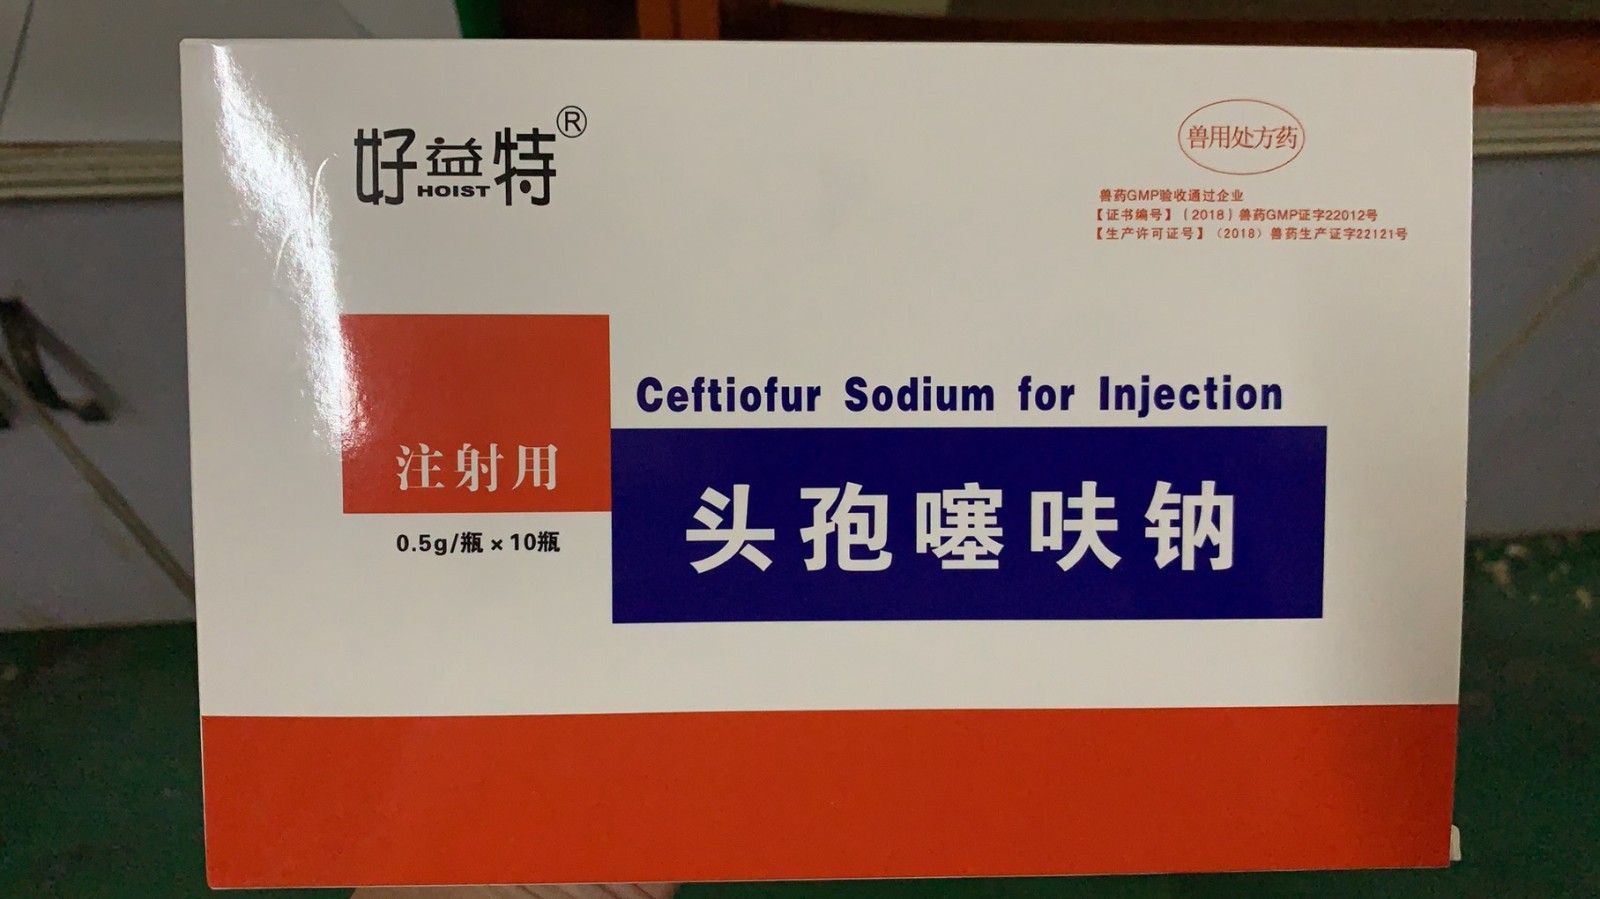 好益特®
HOIST
兽用处方药
兽药GMP验收通过企业
【证书编号】（2018）兽药GMP证字22012号
【生产许可证号】（2018）兽药生产证字22121号
Ceftiofur Sodium for Injection
注射用
头孢噻呋钠
0.5g/瓶×10瓶